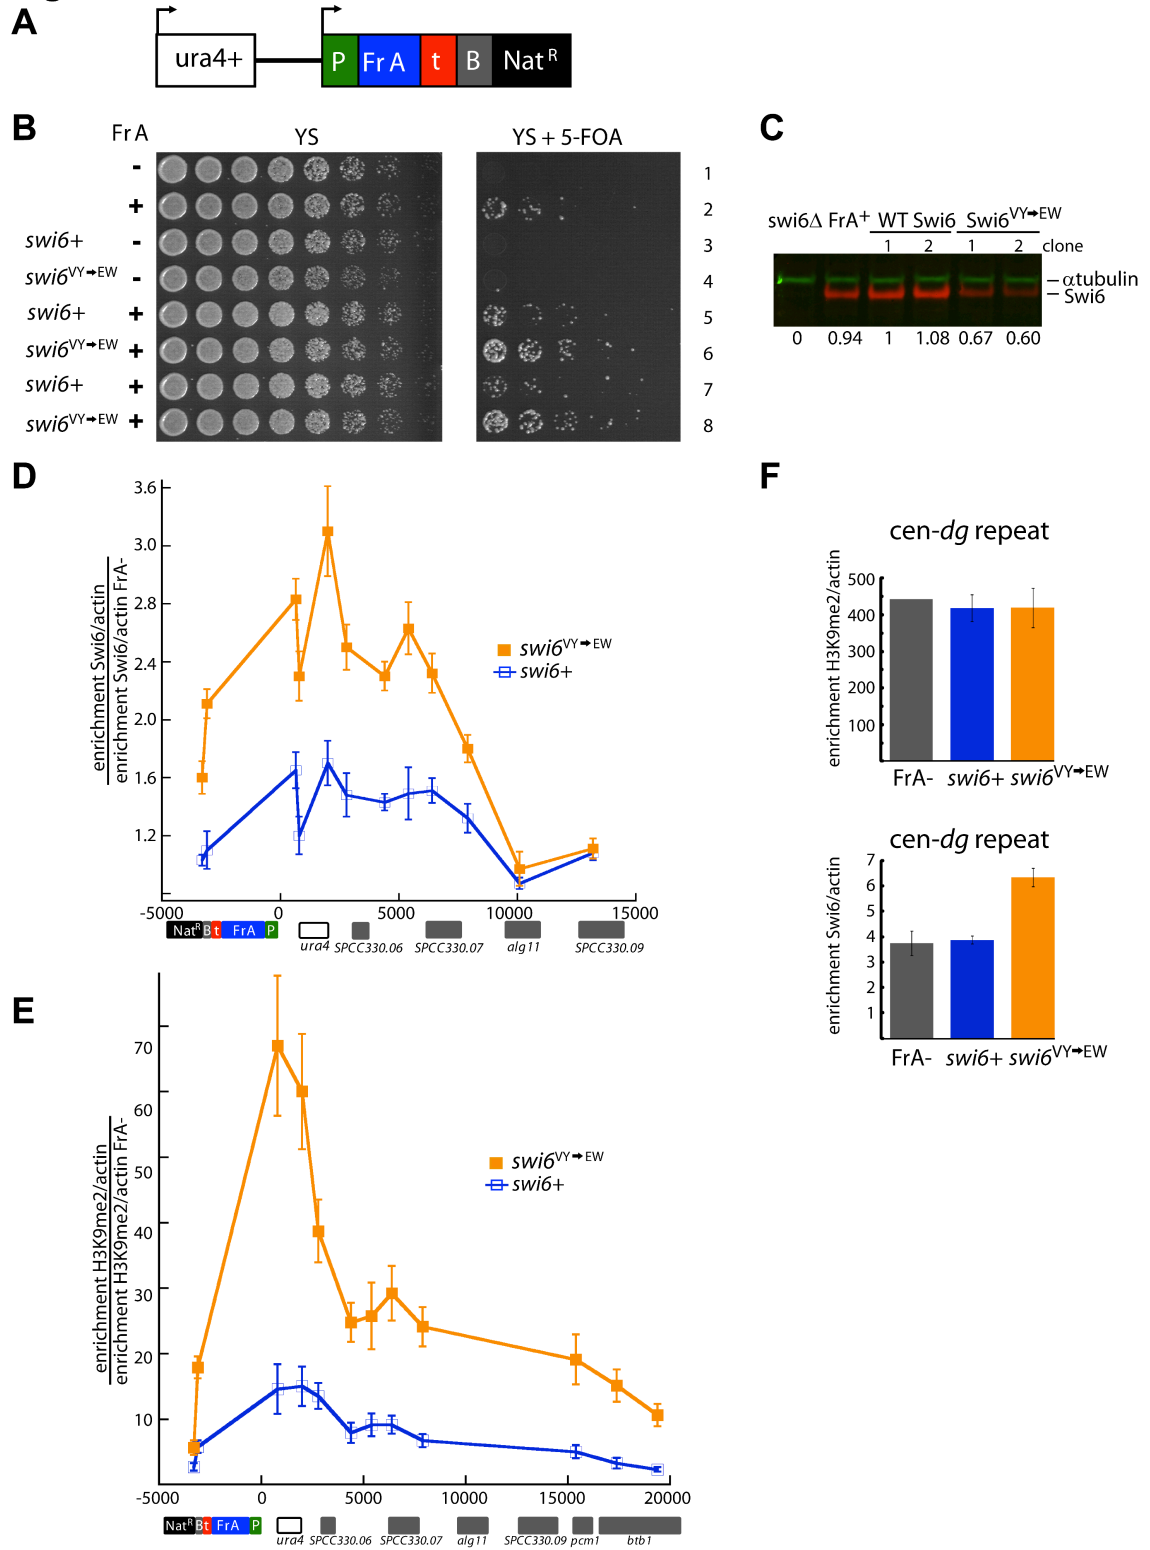 A
ura4+
P FrA t B Nat R
B
FrA YS YS + 5-FOA
- 1
+ 2
swi6+ - 3
swi6VY➡EW - 4
swi6+ + 5
swi6VY➡EW + 6
swi6+ + 7
swi6VY➡EW + 8
C
swi6Δ FrA+ WT Swi6 Swi6VY➡EW
1 2 1 2 clone
αtubulin
Swi6
0 0.94 1 1.08 0.67 0.60
D
enrichment Swi6/actin
enrichment Swi6/actin FrA-
3.6
3.0
2.8
2.4
2.0
1.6
1.2
swi6VY➡EW
swi6+
-5000 0 5000 10000 15000
NatR B t FrA P
ura4 SPCC330.06 SPCC330.07 alg11 SPCC330.09
E
enrichment H3K9me2/actin
enrichment H3K9me2/actin FrA-
70
60
50
40
30
20
10
swi6VY➡EW
swi6+
-5000 0 5000 10000 15000 20000
NatR B t FrA P
ura4 SPCC330.06 SPCC330.07 alg11 SPCC330.09 pcm1 btb1
F
cen-dg repeat
enrichment H3K9me2/actin
500
400
300
200
100
FrA- swi6+ swi6VY➡EW
cen-dg repeat
enrichment Swi6/actin
7
6
5
4
3
2
1
FrA- swi6+ swi6VY➡EW